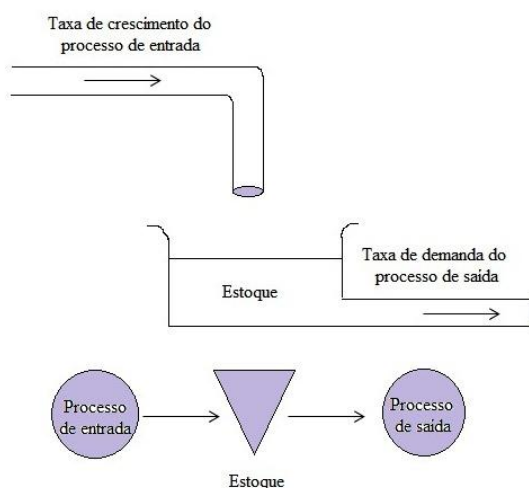 Taxa de crescimento do
processo de entrada
Taxa de demanda do
processo de saída
Estoque
Processo
de entrada
Processo
de saída
Estoque